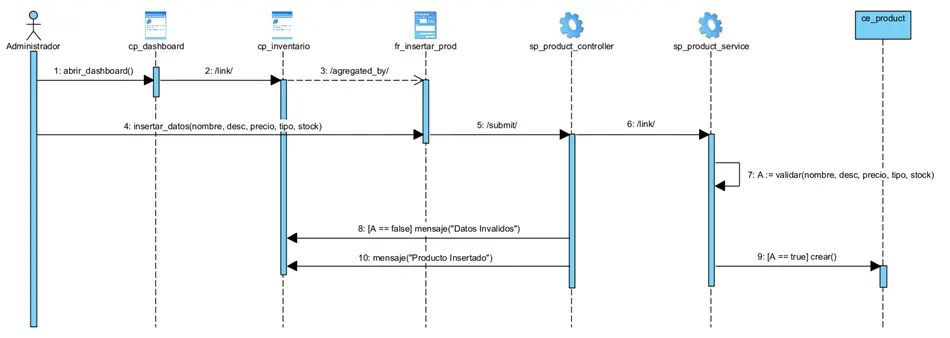 Administrador
cp_dashboard
cp_inventario
fr_insertar_prod
sp_product_controller
sp_product_service
ce_product
1: abrir_dashboard()
2: /link/
3: /agregated_by/
4: insertar_datos(nombre, desc, precio, tipo, stock)
5: /submit/
6: /link/
7: A := validar(nombre, desc, precio, tipo, stock)
8: [A == false] mensaje("Datos Invalidos")
10: mensaje("Producto Insertado")
9: [A == true] crear()